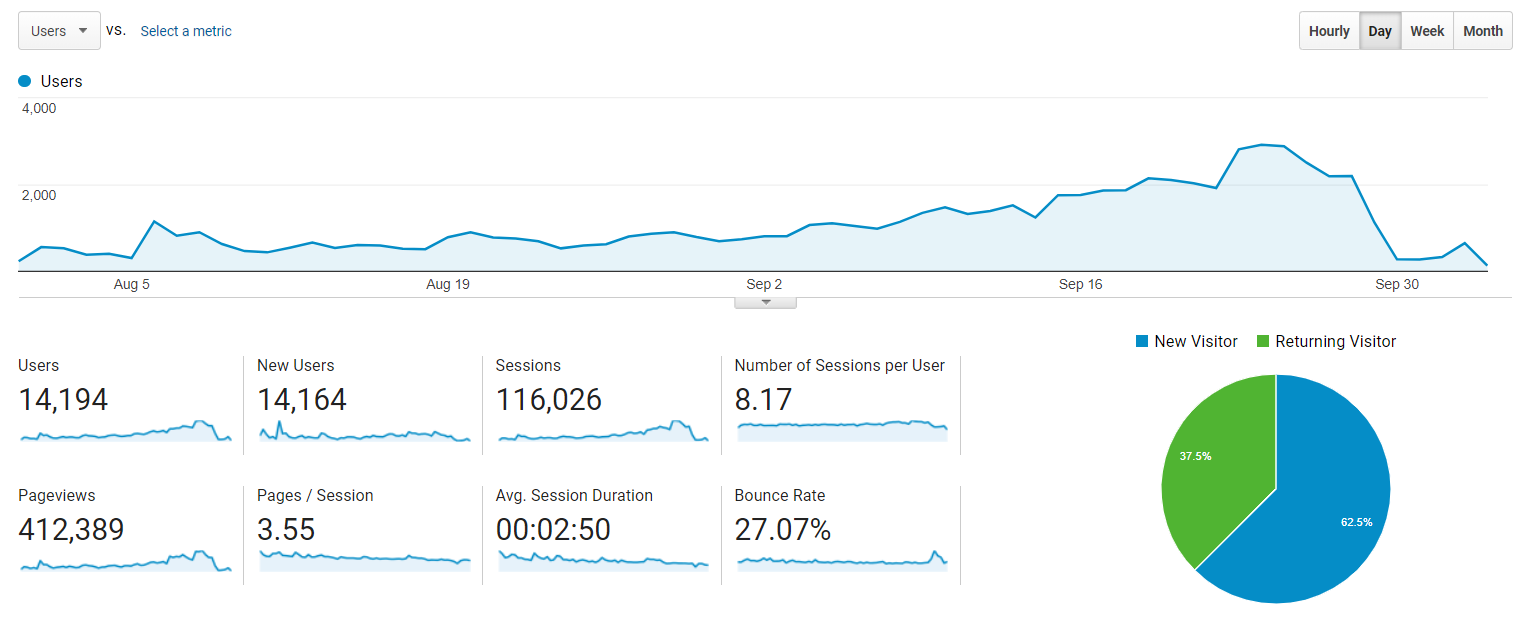 Users vs. Select a metric Hourly Day Week Month
Users
4,000
2,000
Aug 5 Aug 19 Sep 2 Sep 16 Sep 30
New Visitor Returning Visitor
Users New Users Sessions Number of Sessions per User
14,194 14,164 116,026 8.17
37.5%
Pageviews Pages / Session Avg. Session Duration Bounce Rate
412,389 3.55 00:02:50 27.07%
62.5%